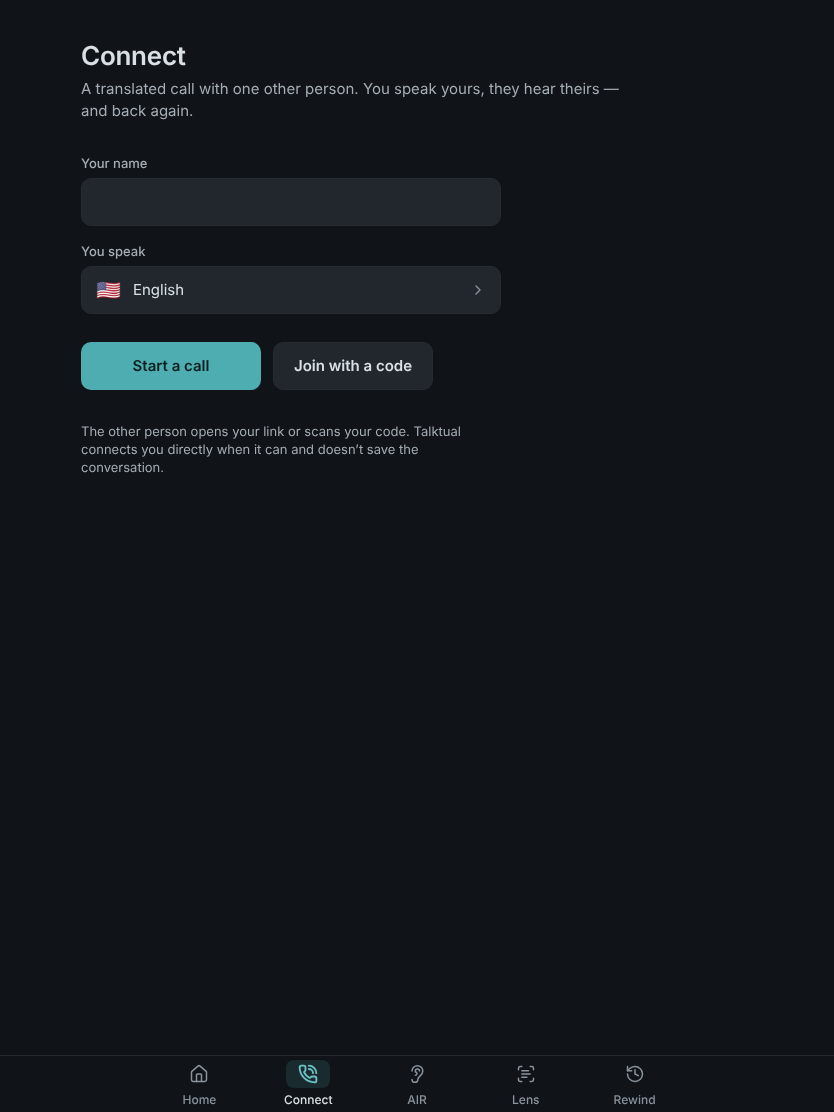 Connect
A translated call with one other person. You speak yours, they hear theirs —
and back again.
Your name
You speak
English
Start a call
Join with a code
The other person opens your link or scans your code. Talktual
connects you directly when it can and doesn’t save the
conversation.
Home
Connect
AIR
Lens
Rewind